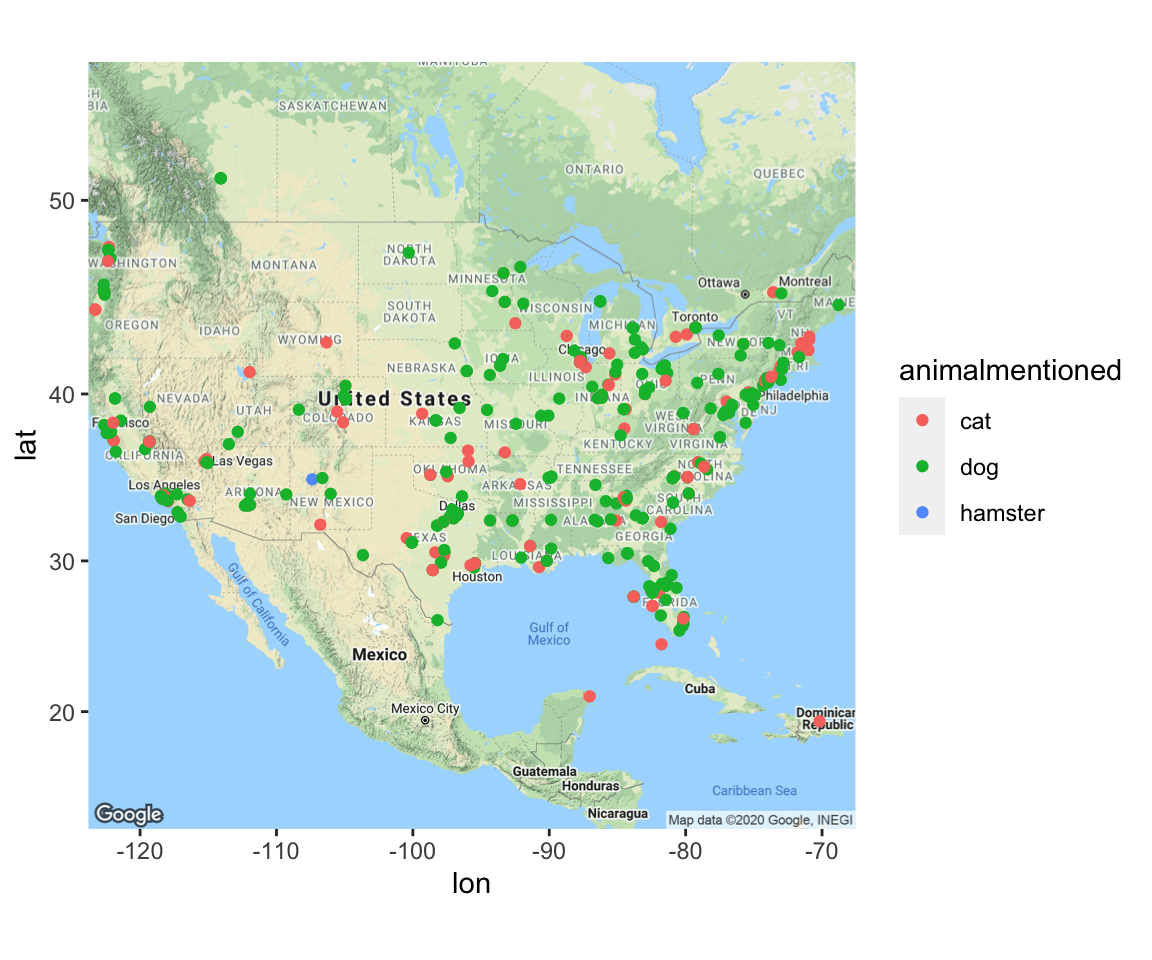 MANITOBA
SASKATCHEWAN
ONTARIO
QUEBEC
50
WASHINGTON
MONTANA
NORTH
DAKOTA
MINNESOTA
Ottawa
Montreal
MAINE
OREGON
IDAHO
SOUTH
DAKOTA
WISCONSIN
MICHIGAN
Toronto
VT
NH
WYOMING
Chicago
NEW YORK
IOWA
NEBRASKA
ILLINOIS
INDIANA
OHIO
PENN
40
NEVADA
UTAH
United States
COLORADO
KANSAS
MISSOURI
WEST
VIRGINIA
DE
NJ
Philadelphia
CALIFORNIA
Las Vegas
KENTUCKY
VIRGINIA
OKLAHOMA
TENNESSEE
NORTH
CAROLINA
Los Angeles
ARIZONA
NEW MEXICO
ARKANSAS
MISSISSIPPI
SOUTH
CAROLINA
San Diego
Dallas
TEXAS
ALABAMA
GEORGIA
30
LOUISIANA
Houston
Gulf of California
FLORIDA
Gulf of
Mexico
Mexico
Cuba
20
Mexico City
Dominican
Republic
Guatemala
Honduras
Caribbean Sea
Nicaragua
Google
Map data ©2020 Google, INEGI
-120
-110
-100
-90
-80
-70
lon
lat
animalmentioned
cat
dog
hamster